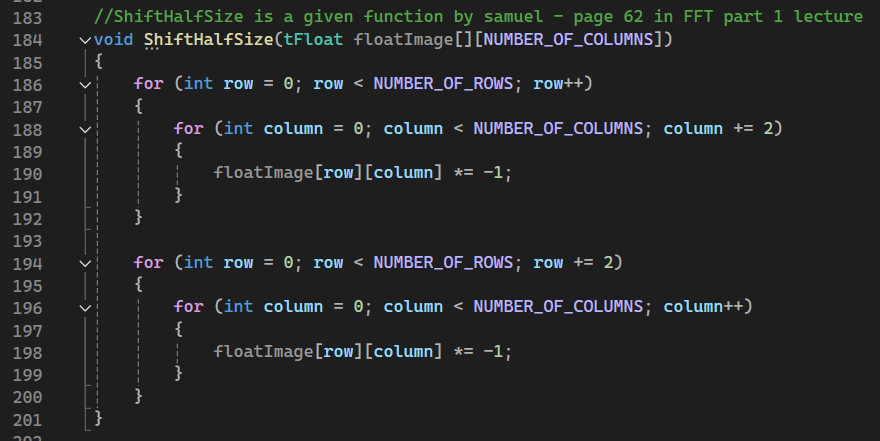 183 //ShiftHalfSize is a given function by samuel - page 62 in FFT part 1 lecture
184 void ShiftHalfSize(tFloat floatImage[][NUMBER_OF_COLUMNS])
185 {
186 for (int row = 0; row < NUMBER_OF_ROWS; row++)
187 {
188 for (int column = 0; column < NUMBER_OF_COLUMNS; column += 2)
189 {
190 floatImage[row][column] *= -1;
191 }
192 }
193
194 for (int row = 0; row < NUMBER_OF_ROWS; row += 2)
195 {
196 for (int column = 0; column < NUMBER_OF_COLUMNS; column++)
197 {
198 floatImage[row][column] *= -1;
199 }
200 }
201 }